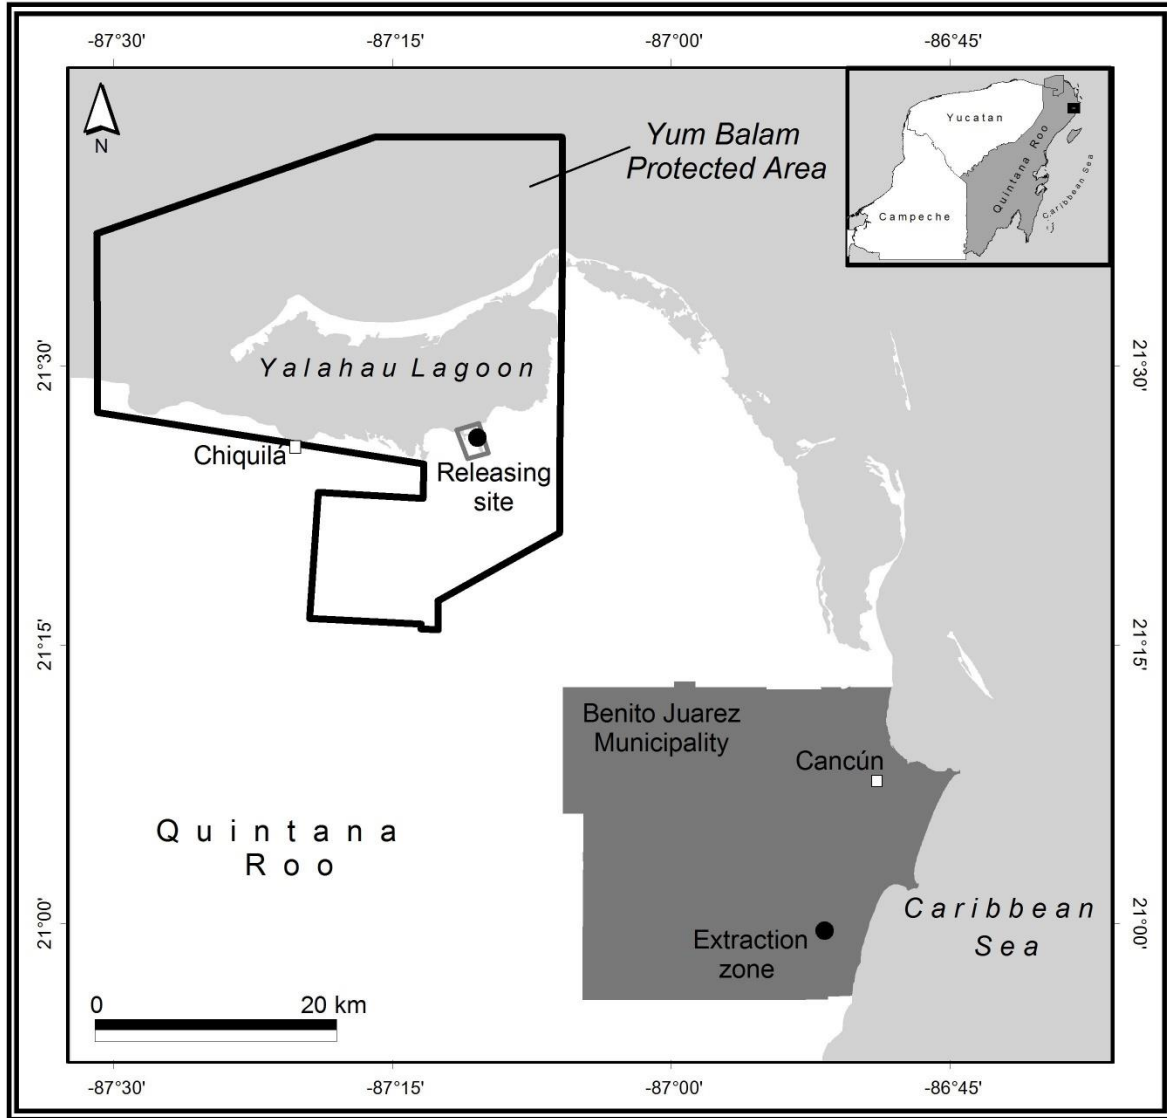 -87°30' -87°15' -87°00' -86°45'
N
Yum Balam
Protected Area
Yucatan
Quintana Roo
Campeche
Caribbean Sea
21°30' 21°30'
Yalahau Lagoon
Chiquilá
Releasing
site
21°15' 21°15'
Benito Juarez
Municipality
Cancún
Quintana
Roo
Caribbean
Sea
21°00' 21°00'
Extraction
zone
0 20 km
-87°30' -87°15' -87°00' -86°45'